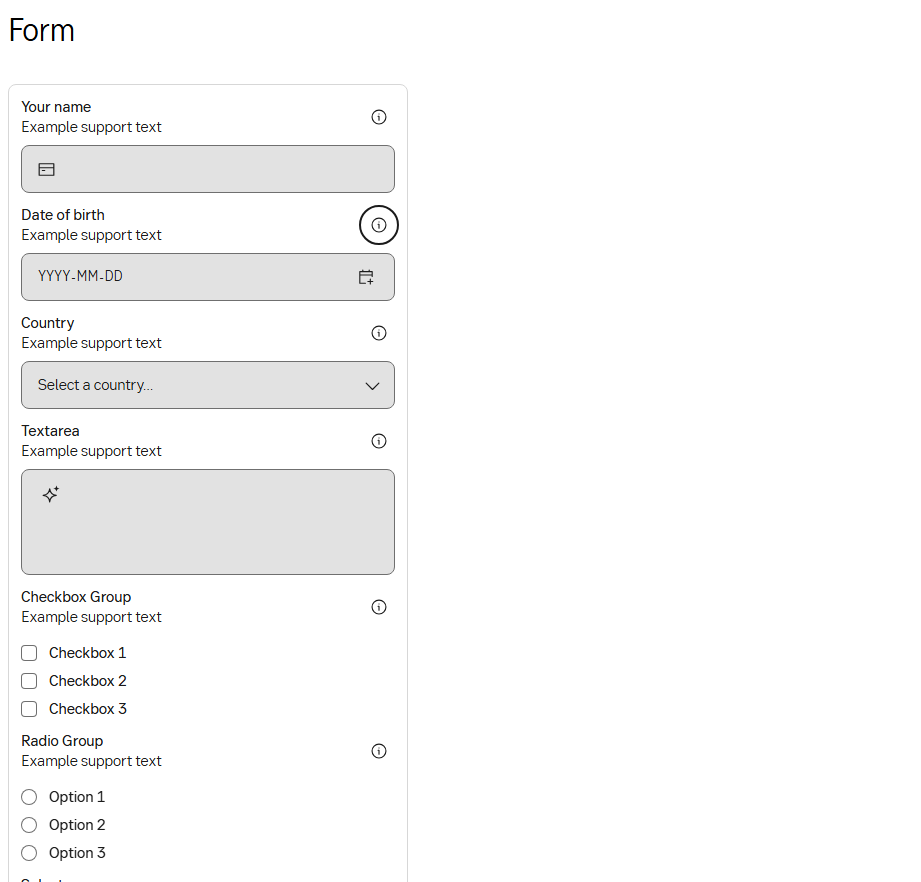 Form
Your name
Example support text
Date of birth
Example support text
YYYY-MM-DD
Country
Example support text
Select a country...
Textarea
Example support text
Checkbox Group
Example support text
Checkbox 1
Checkbox 2
Checkbox 3
Radio Group
Example support text
Option 1
Option 2
Option 3